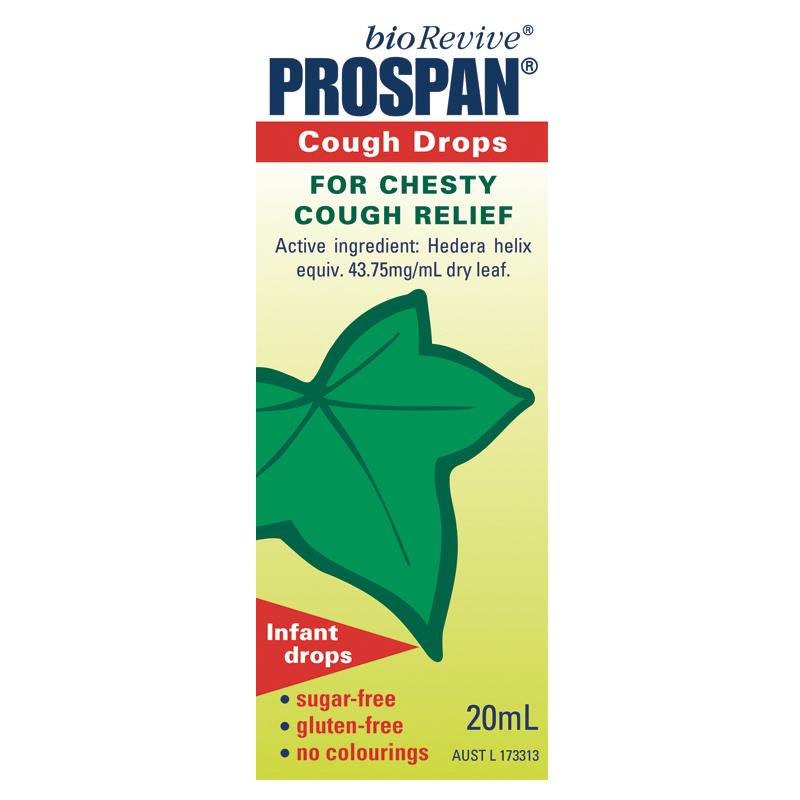 bioRevive®
PROSPAN®
Cough Drops
FOR CHESTY
COUGH RELIEF
Active ingredient: Hedera helix
equiv. 43.75mg/mL dry leaf.
Infant
drops
• sugar-free
• gluten-free
• no colourings
20mL
AUST L 173313